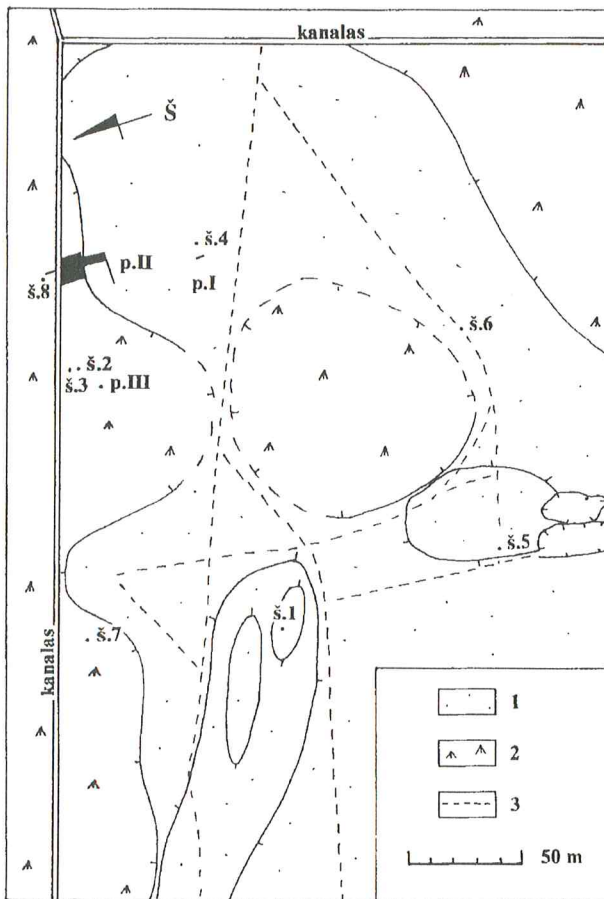 kanalas
Š
š.4
p.II
p.I
š.8
š.6
š.2
š.3 p.III
š.5
š.1
š.7
kanalas
1
2
3
50 m